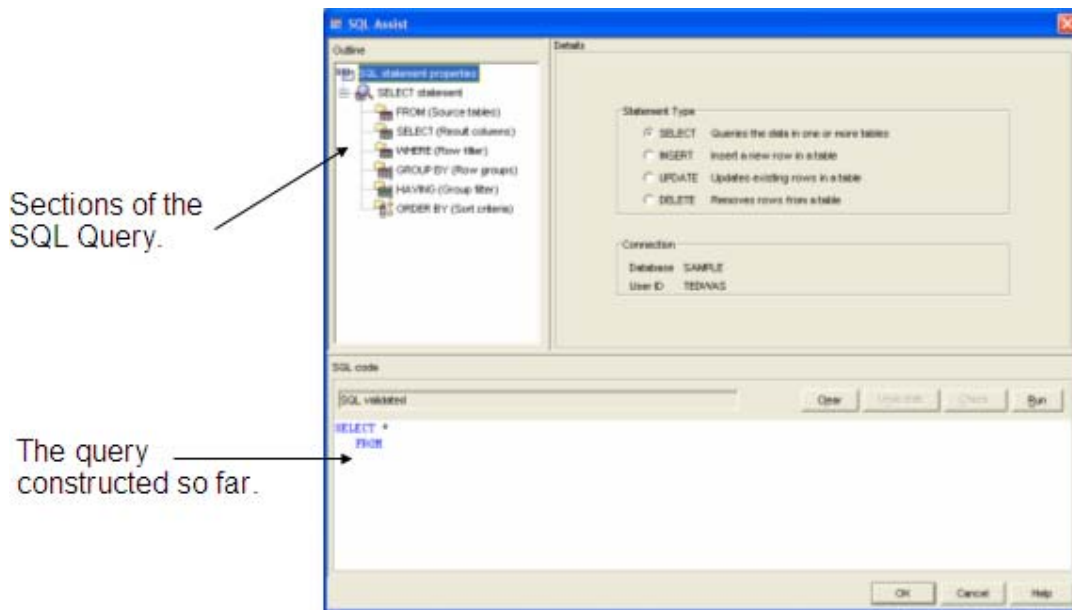 SQL Assist
Outline
SQL statement properties
SELECT statement
FROM (Source tables)
SELECT (Result columns)
WHERE (Row filter)
GROUP BY (Row groups)
HAVING (Group filter)
ORDER BY (Sort criteria)
Details
Statement Type
SELECT Queries the data in one or more tables
INSERT Insert a new row in a table
UPDATE Updates existing rows in a table
DELETE Removes rows from a table
Connection
Database SAMPLE
User ID TEDWAS
Sections of the
SQL Query.
SQL code
SQL validated
Clear Check Run
SELECT *
FROM
The query
constructed so far.
OK Cancel Help